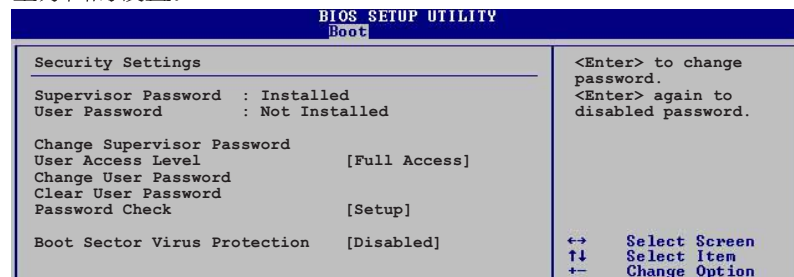 BIOS SETUP UTILITY
Boot
Security Settings
Supervisor Password : Installed
User Password : Not Installed
Change Supervisor Password
User Access Level [Full Access]
Change User Password
Clear User Password
Password Check [Setup]
Boot Sector Virus Protection [Disabled]
<Enter> to change
password.
<Enter> again to
disabled password.
←→ Select Screen
↑↓ Select Item
+- Change Option